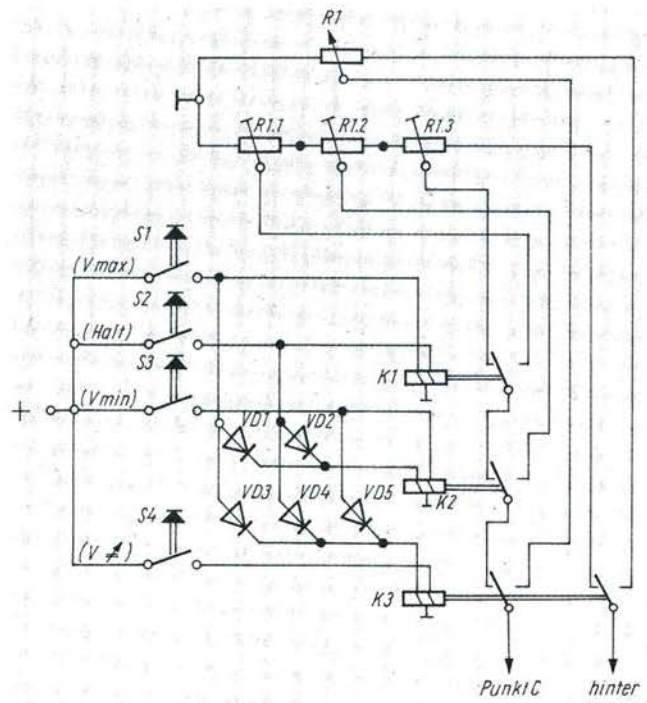 R1
R1.1 R1.2 R1.3
S1
(Vmax)
S2
(Halt)
S3
K1
+ (Vmin)
VD1 VD2
VD3 VD4 VD5 K2
S4
(V ≠)
K3
Punkt C hinter